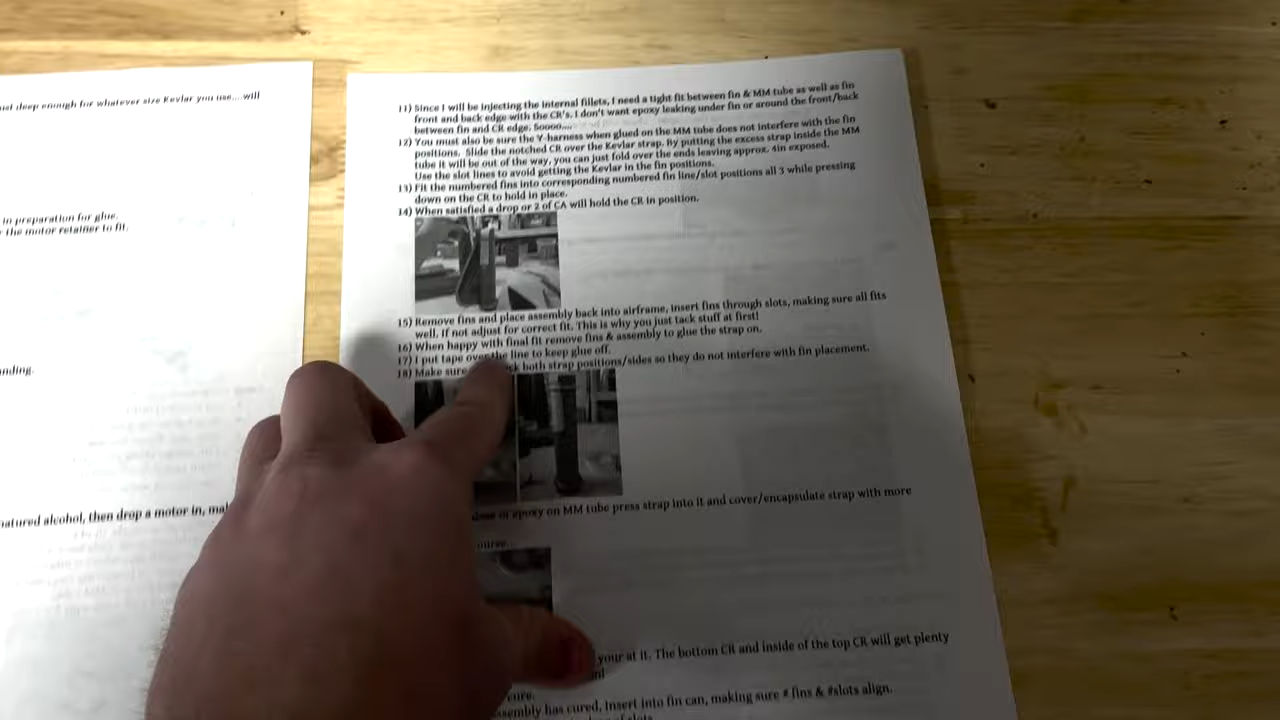 ust deep enough for whatever size Kevlar you use....will
in preparation for glue.
the motor retainer to fit.
anding.
natured alcohol, then drop a motor in, mak
11) Since I will be injecting the internal fillets, I need a tight fit between fin & MM tube as well as fin
front and back edge with the CR's. I don't want epoxy leaking under fin or around the front/back
between fin and CR edge. Soooo....
12) You must also be sure the Y-harness when glued on the MM tube does not interfere with the fin
positions. Slide the notched CR over the Kevlar strap. By putting the excess strap inside the MM
tube it will be out of the way, you can just fold over the ends leaving approx. 4in exposed.
Use the slot lines to avoid getting the Kevlar in the fin positions.
13) Fit the numbered fins into corresponding numbered fin line/slot positions all 3 while pressing
down on the CR to hold in place.
14) When satisfied a drop or 2 of CA will hold the CR in position.
15) Remove fins and place assembly back into airframe, insert fins through slots, making sure all fits
well. If not adjust for correct fit. This is why you just tack stuff at first!
16) When happy with final fit remove fins & assembly to glue the strap on.
17) I put tape over the line to keep glue off.
18) Make sure ck both strap positions/sides so they do not interfere with fin placement.
of epoxy on MM tube press strap into it and cover/encapsulate strap with more
ourse..
your at it. The bottom CR and inside of the top CR will get plenty
cure.
ssembly has cured, insert into fin can, making sure # fins & #slots align.
of slots